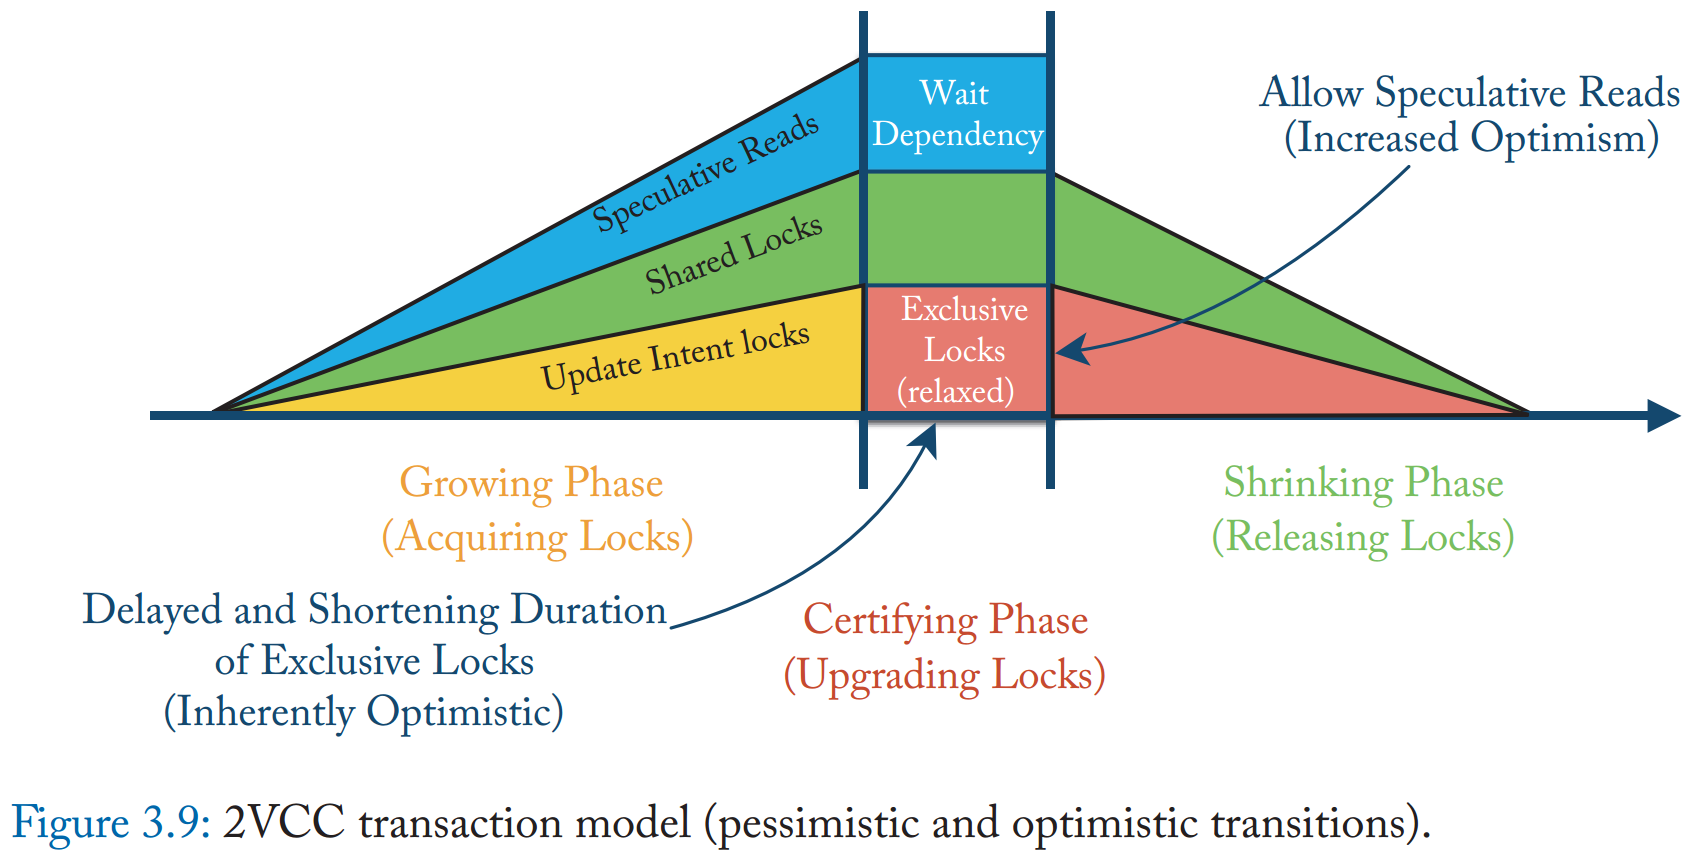 Wait
Dependency
Allow Speculative Reads
(Increased Optimism)
Speculative Reads
Shared Locks
Update Intent locks
Exclusive
Locks
(relaxed)
Growing Phase
(Acquiring Locks)
Shrinking Phase
(Releasing Locks)
Delayed and Shortening Duration
of Exclusive Locks
(Inherently Optimistic)
Certifying Phase
(Upgrading Locks)
Figure 3.9: 2VCC transaction model (pessimistic and optimistic transitions).